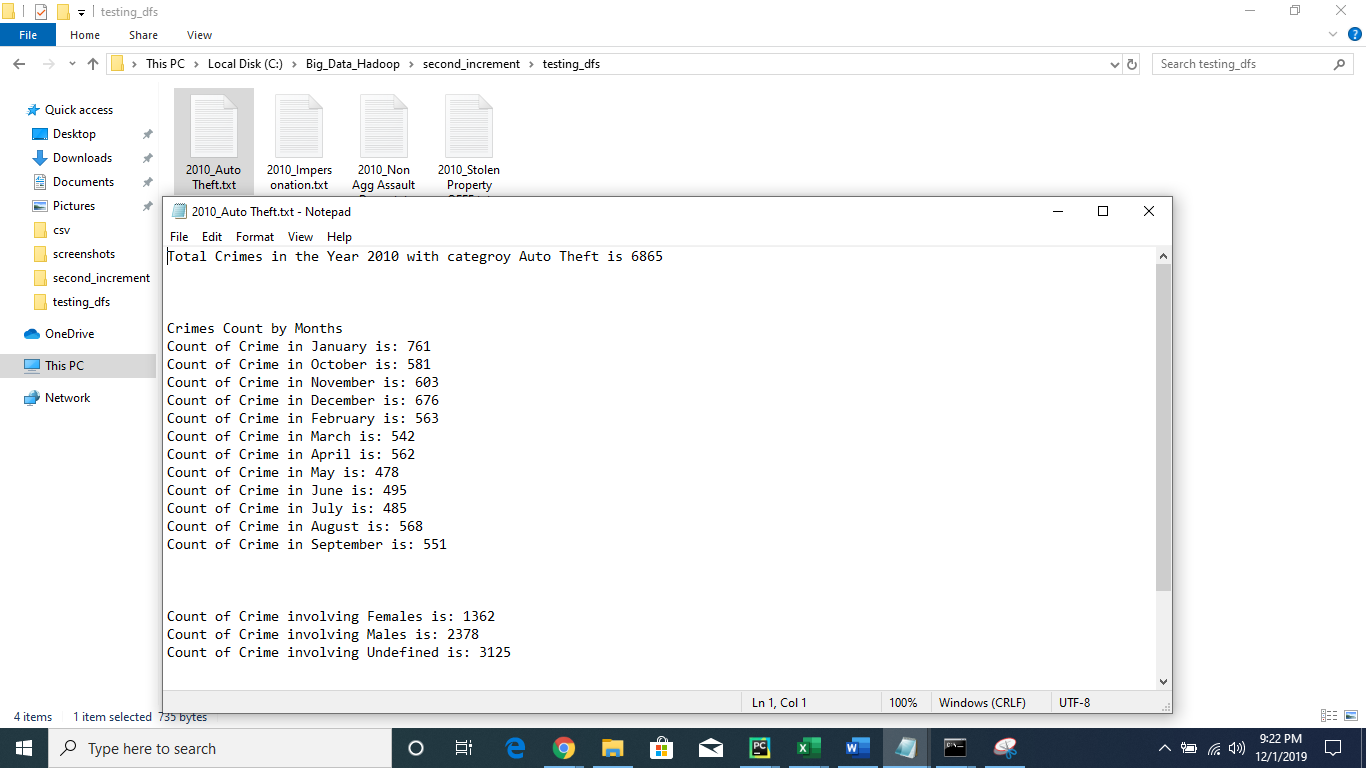 testing_dfs
File
Home
Share
View
This PC
Local Disk (C:)
Big_Data_Hadoop
second_increment
testing_dfs
Search testing_dfs
Quick access
Desktop
Downloads
Documents
Pictures
csv
screenshots
second_increment
testing_dfs
OneDrive
This PC
Network
2010_Auto
Theft.txt
2010_Impers
onation.txt
2010_Non
Agg Assault
2010_Stolen
Property
2010_Auto Theft.txt - Notepad
File Edit Format View Help
Total Crimes in the Year 2010 with categroy Auto Theft is 6865
Crimes Count by Months
Count of Crime in January is: 761
Count of Crime in October is: 581
Count of Crime in November is: 603
Count of Crime in December is: 676
Count of Crime in February is: 563
Count of Crime in March is: 542
Count of Crime in April is: 562
Count of Crime in May is: 478
Count of Crime in June is: 495
Count of Crime in July is: 485
Count of Crime in August is: 568
Count of Crime in September is: 551
Count of Crime involving Females is: 1362
Count of Crime involving Males is: 2378
Count of Crime involving Undefined is: 3125
Ln 1, Col 1
100%
Windows (CRLF)
UTF-8
4 items
1 item selected 735 bytes
Type here to search
9:22 PM
12/1/2019